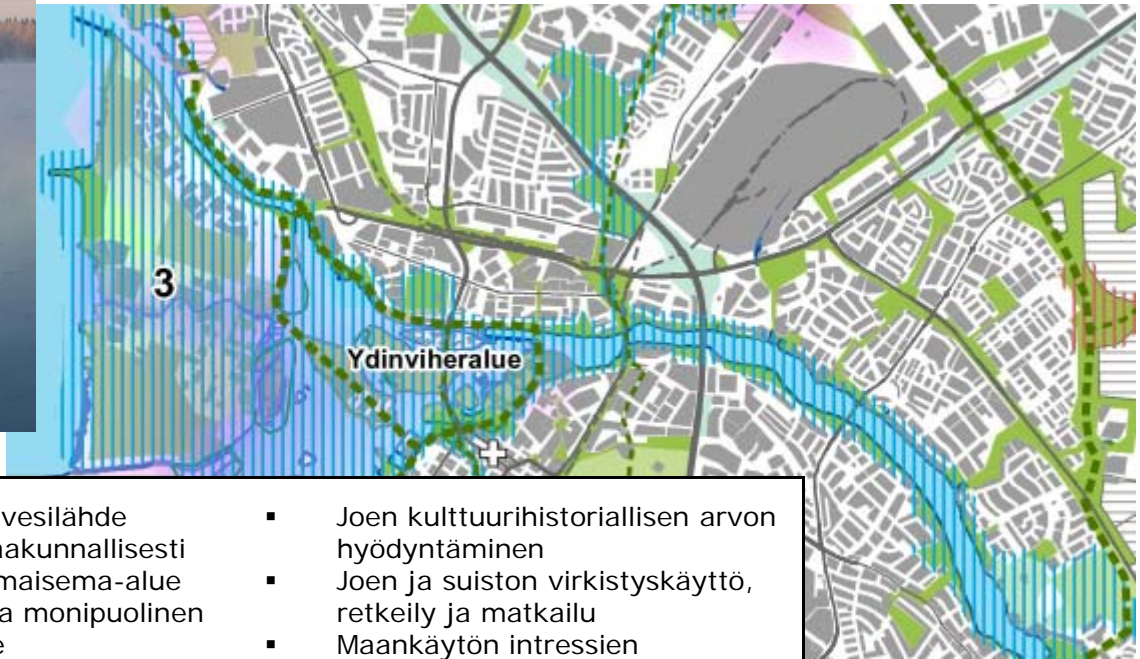 3
Ydinviheralue
vesilähde
maisema-alue
a monipuolinen
▪ Joen kulttuurihistoriallisen arvon
hyödyntäminen
▪ Joen ja suiston virkistyskäyttö,
retkeily ja matkailu
▪ Maankäytön intressien